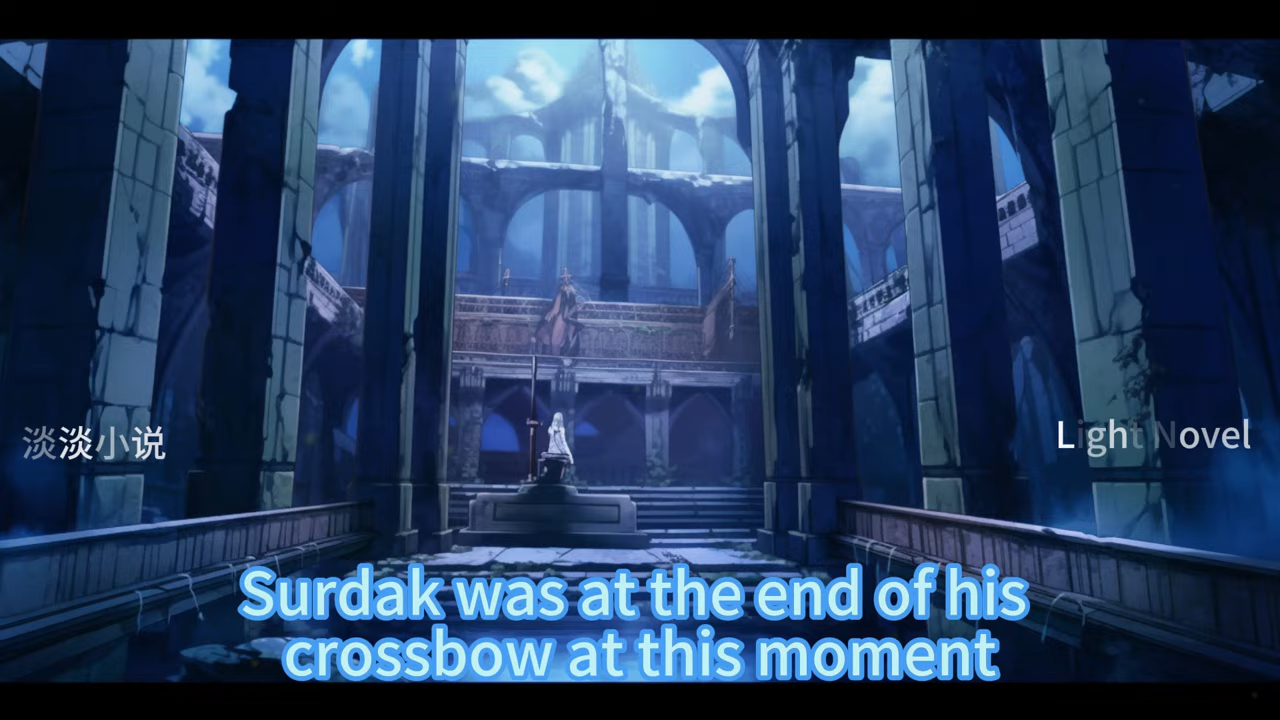 淡淡小说
Light Novel
Surdak was at the end of his
crossbow at this moment